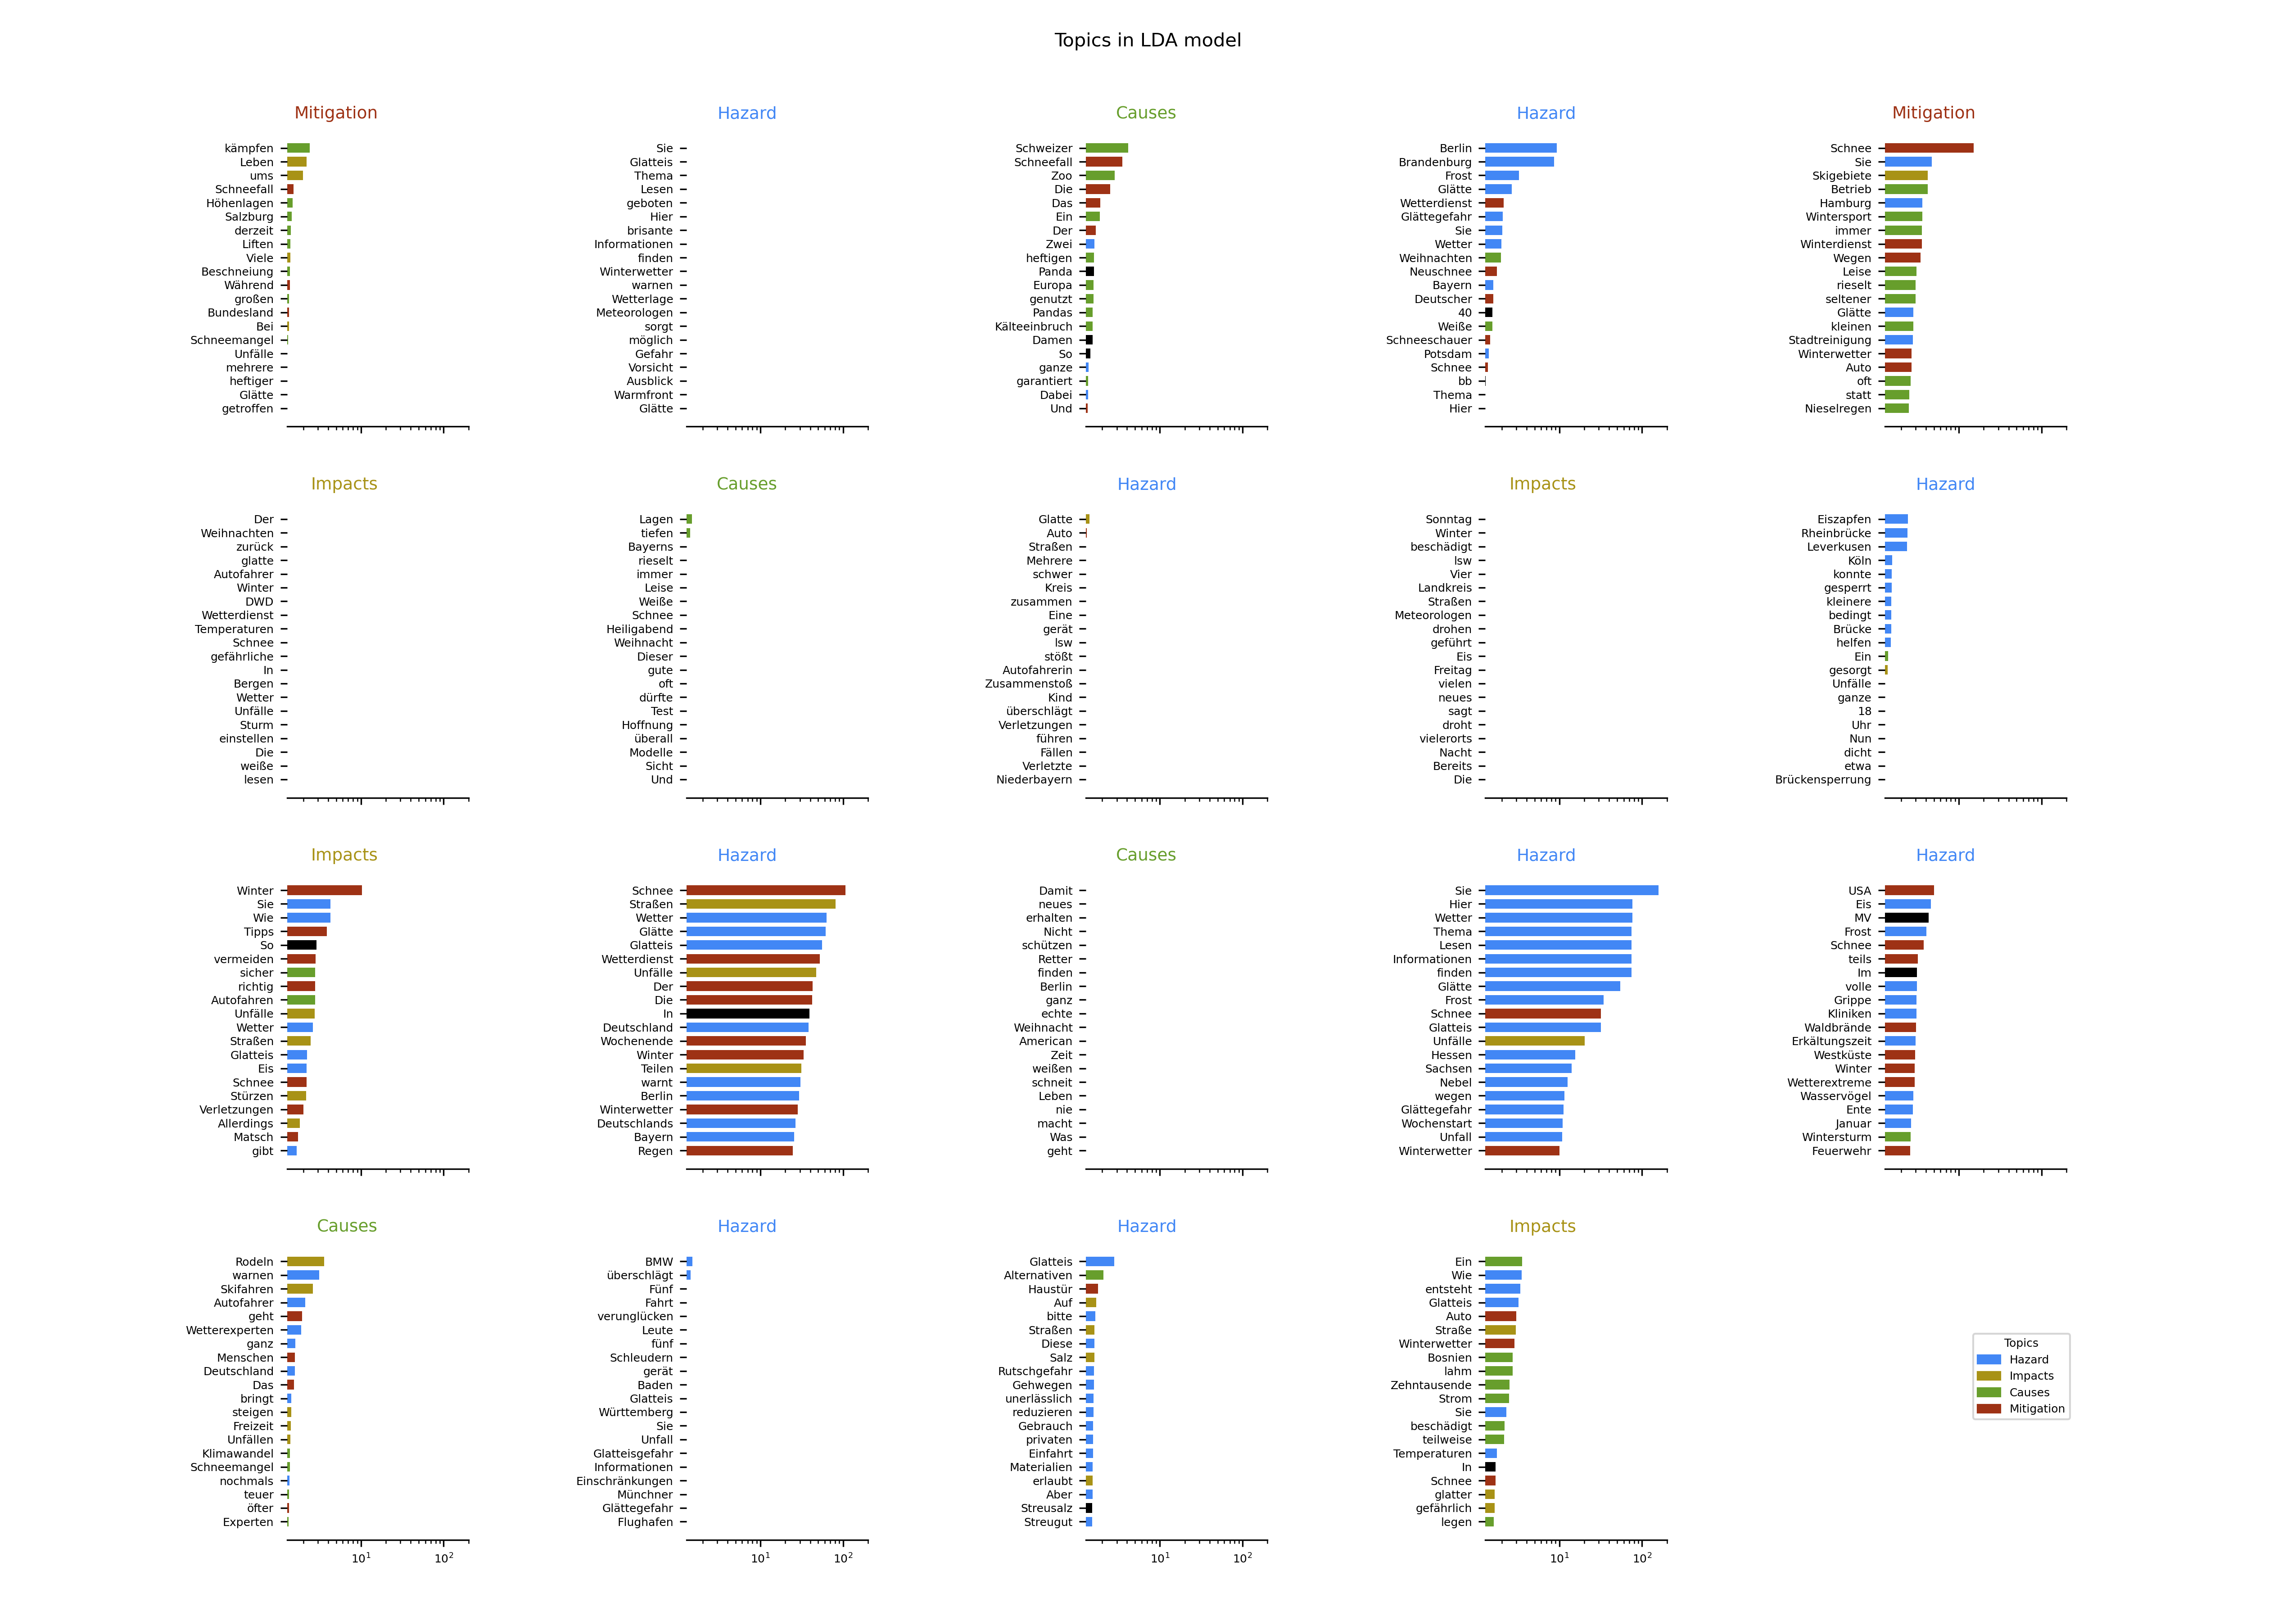 Topics in LDA model
Mitigation
kämpfen
Leben
ums
Schneefall
Höhenlagen
Salzburg
derzeit
Liften
Viele
Beschneiung
Während
großen
Bundesland
Bei
Schneemangel
Unfälle
mehrere
heftiger
Glätte
getroffen
Hazard
Sie
Glatteis
Thema
Lesen
geboten
Hier
brisante
Informationen
finden
Winterwetter
warnen
Wetterlage
Meteorologen
sorgt
möglich
Gefahr
Vorsicht
Ausblick
Warmfront
Glätte
Causes
Schweizer
Schneefall
Zoo
Die
Das
Ein
Der
Zwei
heftigen
Panda
Europa
genutzt
Pandas
Kälteeinbruch
Damen
So
ganze
garantiert
Dabei
Und
Hazard
Berlin
Brandenburg
Frost
Glätte
Wetterdienst
Glättegefahr
Sie
Wetter
Weihnachten
Neuschnee
Bayern
Deutscher
40
Weiße
Schneeschauer
Potsdam
Schnee
bb
Thema
Hier
Mitigation
Schnee
Sie
Skigebiete
Betrieb
Hamburg
Wintersport
immer
Winterdienst
Wegen
Leise
rieselt
seltener
Glätte
kleinen
Stadtreinigung
Winterwetter
Auto
oft
statt
Nieselregen
Impacts
Der
Weihnachten
zurück
glatte
Autofahrer
Winter
DWD
Wetterdienst
Temperaturen
Schnee
gefährliche
In
Bergen
Wetter
Unfälle
Sturm
einstellen
Die
weiße
lesen
Causes
Lagen
tiefen
Bayerns
rieselt
immer
Leise
Weiße
Schnee
Heiligabend
Weihnacht
Dieser
gute
oft
dürfte
Test
Hoffnung
überall
Modelle
Sicht
Und
Hazard
Glatte
Auto
Straßen
Mehrere
schwer
Kreis
zusammen
Eine
gerät
lsw
stößt
Autofahrerin
Zusammenstoß
Kind
überschlägt
Verletzungen
führen
Fällen
Verletzte
Niederbayern
Impacts
Sonntag
Winter
beschädigt
lsw
Vier
Landkreis
Straßen
Meteorologen
drohen
geführt
Eis
Freitag
vielen
neues
sagt
droht
vielerorts
Nacht
Bereits
Die
Hazard
Eiszapfen
Rheinbrücke
Leverkusen
Köln
konnte
gesperrt
kleinere
bedingt
Brücke
helfen
Ein
gesorgt
Unfälle
ganze
18
Uhr
Nun
dicht
etwa
Brückensperrung
Impacts
Winter
Sie
Wie
Tipps
So
vermeiden
sicher
richtig
Autofahren
Unfälle
Wetter
Straßen
Glatteis
Eis
Schnee
Stürzen
Verletzungen
Allerdings
Matsch
gibt
Hazard
Schnee
Straßen
Wetter
Glätte
Glatteis
Wetterdienst
Unfälle
Der
Die
In
Deutschland
Wochenende
Winter
Teilen
warnt
Berlin
Winterwetter
Deutschlands
Bayern
Regen
Causes
Damit
neues
erhalten
Nicht
schützen
Retter
finden
Berlin
ganz
echte
Weihnacht
American
Zeit
weißen
schneit
Leben
nie
macht
Was
geht
Hazard
Sie
Hier
Wetter
Thema
Lesen
Informationen
finden
Glätte
Frost
Schnee
Glatteis
Unfälle
Hessen
Sachsen
Nebel
wegen
Glättegefahr
Wochenstart
Unfall
Winterwetter
Hazard
USA
Eis
MV
Frost
Schnee
teils
Im
volle
Grippe
Kliniken
Waldbrände
Erkältungszeit
Westküste
Winter
Wetterextreme
Wasservögel
Ente
Januar
Wintersturm
Feuerwehr
Causes
Rodeln
warnen
Skifahren
Autofahrer
geht
Wetterexperten
ganz
Menschen
Deutschland
Das
bringt
steigen
Freizeit
Unfällen
Klimawandel
Schneemangel
nochmals
teuer
öfter
Experten
10¹ 10²
Hazard
BMW
überschlägt
Fünf
Fahrt
verunglücken
Leute
fünf
Schleudern
gerät
Baden
Glatteis
Württemberg
Sie
Unfall
Glatteisgefahr
Informationen
Einschränkungen
Münchner
Glättegefahr
Flughafen
10¹ 10²
Hazard
Glatteis
Alternativen
Haustür
Auf
bitte
Straßen
Diese
Salz
Rutschgefahr
Gehwegen
unerlässlich
reduzieren
Gebrauch
privaten
Einfahrt
Materialien
erlaubt
Aber
Streusalz
Streugut
10¹ 10²
Impacts
Ein
Wie
entsteht
Glatteis
Auto
Straße
Winterwetter
Bosnien
lahm
Zehntausende
Strom
Sie
beschädigt
teilweise
Temperaturen
In
Schnee
glatter
gefährlich
legen
10¹ 10²
Topics
Hazard
Impacts
Causes
Mitigation